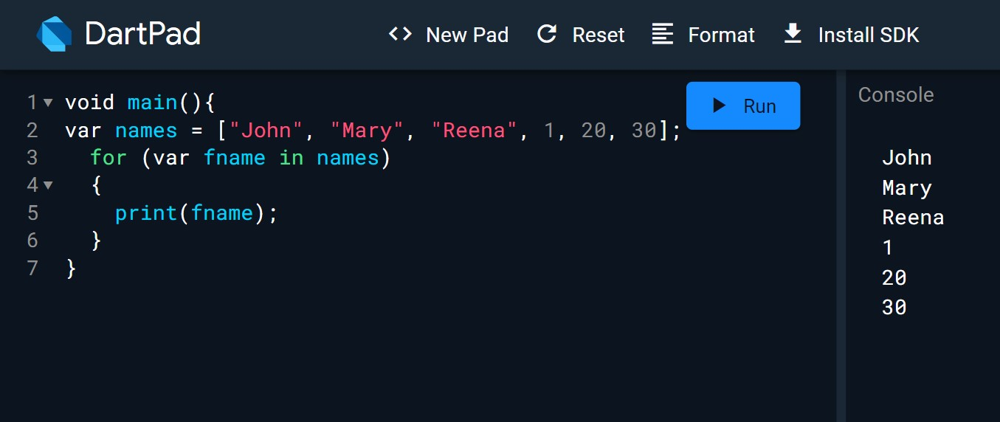 DartPad
<> New Pad
Reset
Format
Install SDK
1 void main(){
2 var names = ["John", "Mary", "Reena", 1, 20, 30];
3   for (var fname in names)
4   {
5     print(fname);
6   }
7 }
Run
Console
John
Mary
Reena
1
20
30